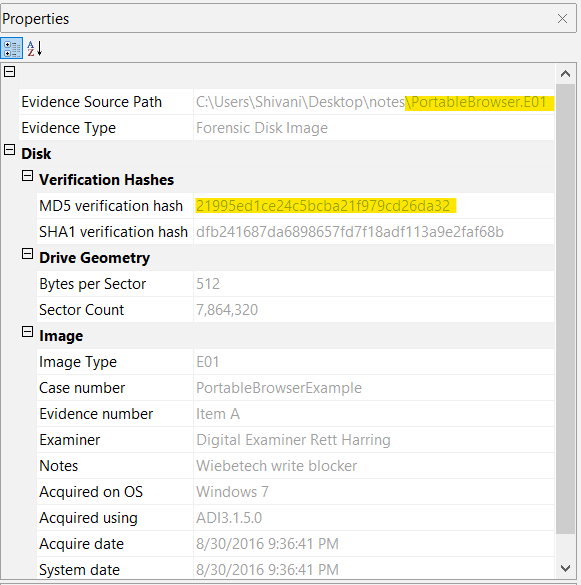 Properties
Evidence Source Path C:\Users\Shivani\Desktop\notes\PortableBrowser.E01
Evidence Type Forensic Disk Image
Disk
Verification Hashes
MD5 verification hash 21995ed1ce24c5bcba21f979cd26da32
SHA1 verification hash dfb241687da6898657fd7f18adf113a9e2faf68b
Drive Geometry
Bytes per Sector 512
Sector Count 7,864,320
Image
Image Type E01
Case number PortableBrowserExample
Evidence number Item A
Examiner Digital Examiner Rett Harring
Notes Wiebetech write blocker
Acquired on OS Windows 7
Acquired using ADI3.1.5.0
Acquire date 8/30/2016 9:36:41 PM
System date 8/30/2016 9:36:41 PM